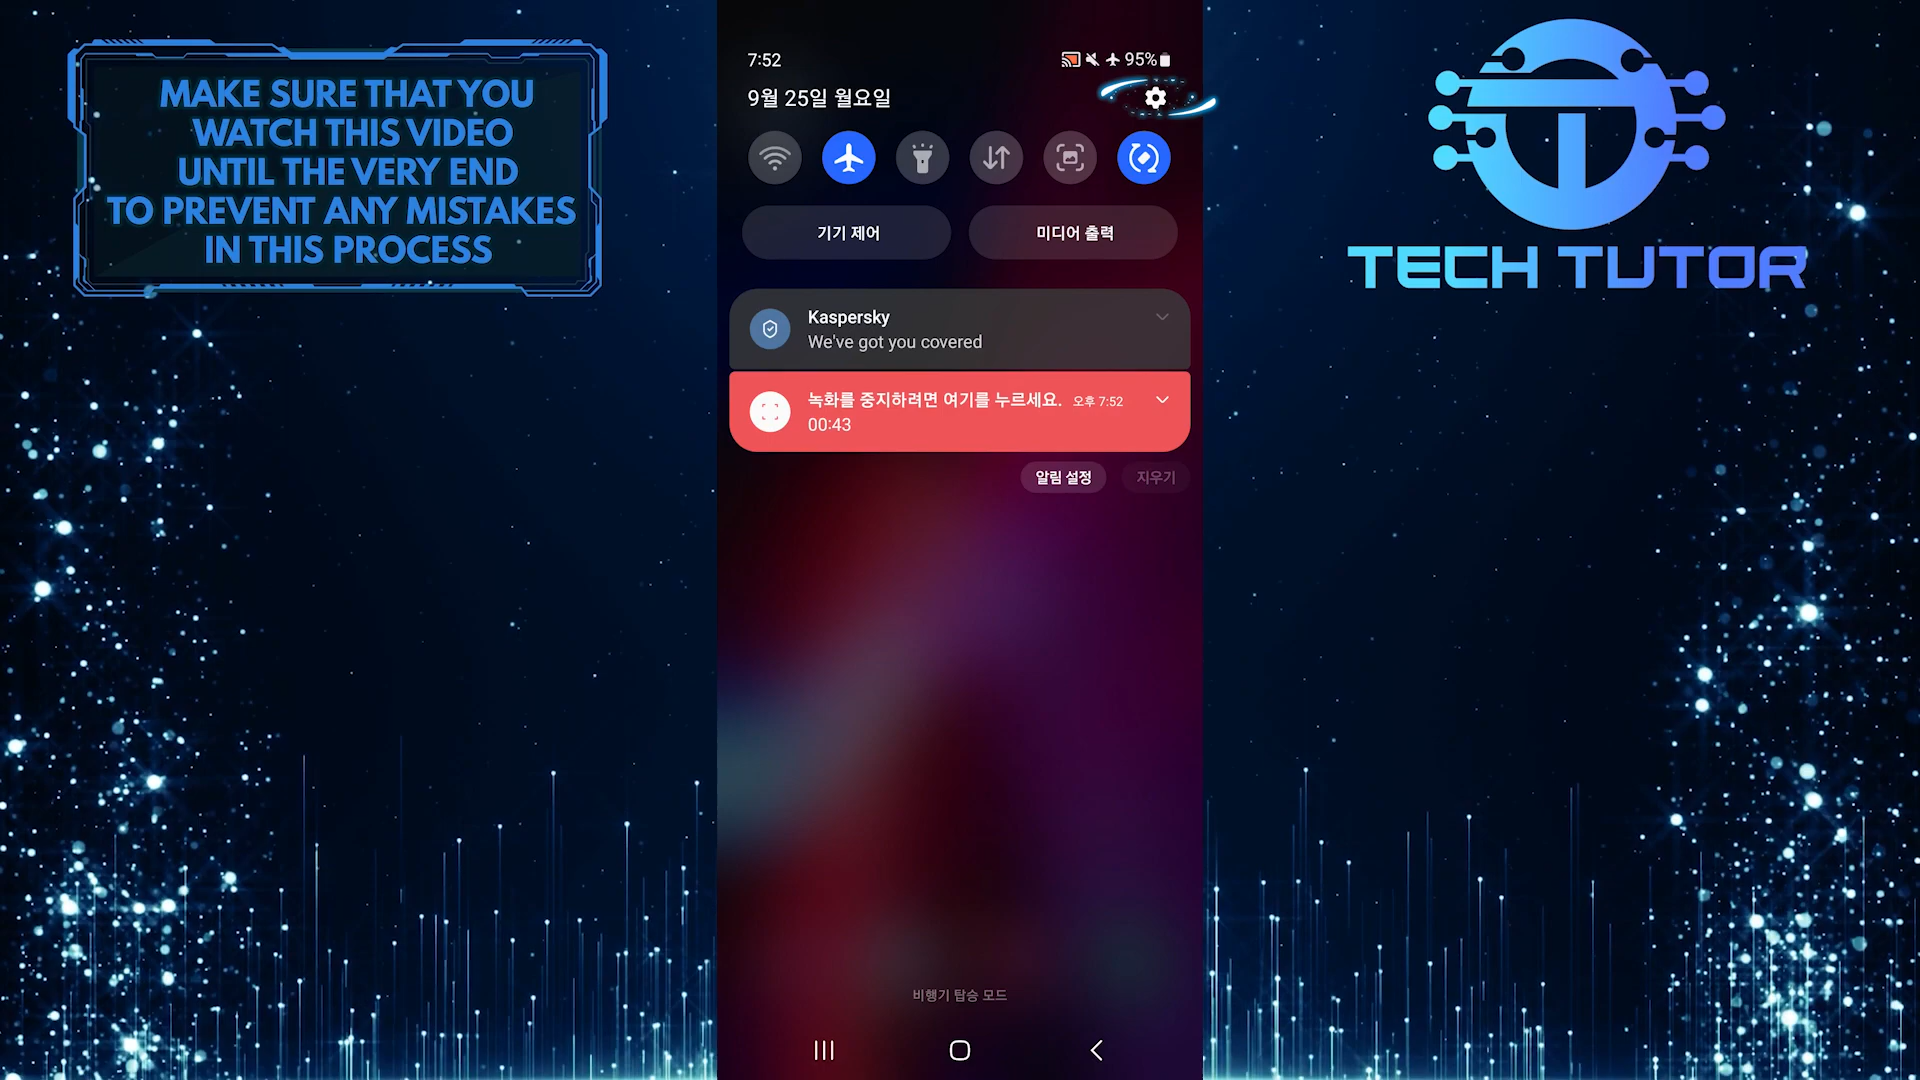 MAKE SURE THAT YOU
WATCH THIS VIDEO
UNTIL THE VERY END
TO PREVENT ANY MISTAKES
IN THIS PROCESS
7:52
95%
9월 25일 월요일
기기 제어
미디어 출력
Kaspersky
We've got you covered
녹화를 중지하려면 여기를 누르세요. 오후 7:52
00:43
알림 설정
지우기
비행기 탑승 모드
TECH TUTOR